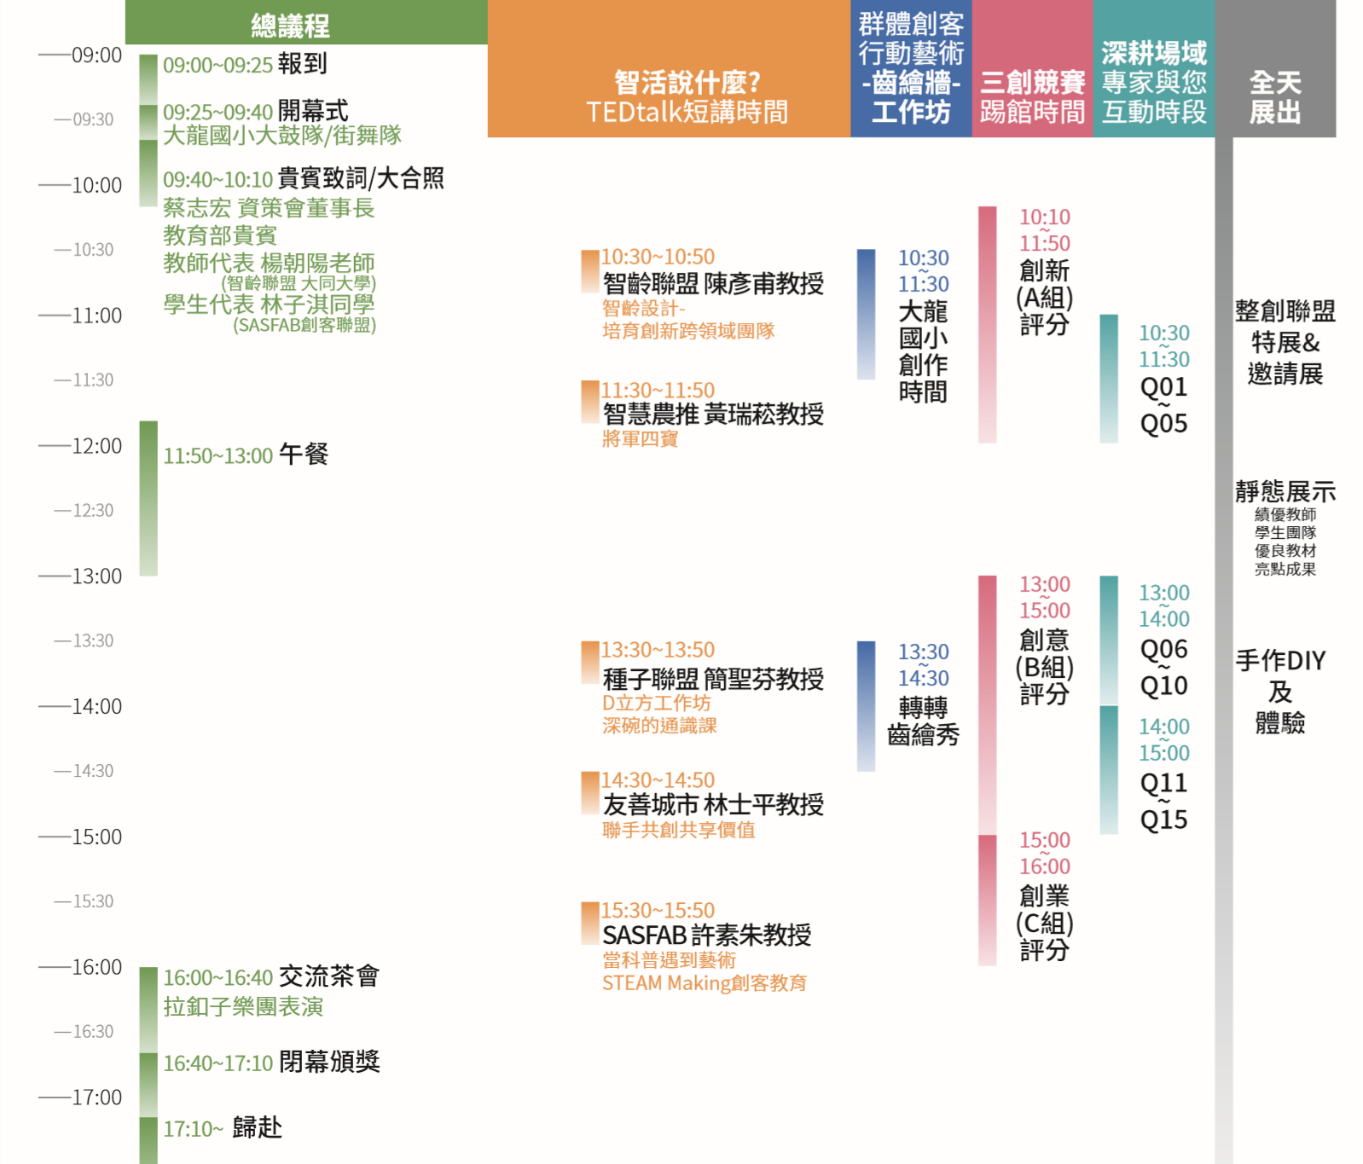 總議程
智活說什麼?
TEDtalk短講時間
群體創客
行動藝術
-齒繪牆-
工作坊
三創競賽
踢館時間
深耕場域
專家與您
互動時段
全天
展出
09:00
09:30
10:00
10:30
11:00
11:30
12:00
12:30
13:00
13:30
14:00
14:30
15:00
15:30
16:00
16:30
17:00
09:00~09:25 報到
09:25~09:40 開幕式
大龍國小大鼓隊/街舞隊
09:40~10:10 貴賓致詞/大合照
蔡志宏 資策會董事長
教育部貴賓
教師代表 楊朝陽老師
(智齡聯盟 大同大學)
學生代表 林子淇同學
(SASFAB創客聯盟)
11:50~13:00 午餐
16:00~16:40 交流茶會
拉釦子樂團表演
16:40~17:10 閉幕頒獎
17:10~ 歸赴
10:30~10:50
智齡聯盟 陳彥甫教授
智齡設計-
培育創新跨領域團隊
11:30~11:50
智慧農推 黃瑞菘教授
將軍四寶
13:30~13:50
種子聯盟 簡聖芬教授
D立方工作坊
深碗的通識課
14:30~14:50
友善城市 林士平教授
聯手共創共享價值
15:30~15:50
SASFAB 許素朱教授
當科普遇到藝術
STEAM Making創客教育
10:30
~
11:30
大龍
國小
創作
時間
13:30
~
14:30
轉轉
齒繪秀
10:10
~
11:50
創新
(A組)
評分
13:00
~
15:00
創意
(B組)
評分
15:00
~
16:00
創業
(C組)
評分
10:30
~
11:30
Q01
~
Q05
13:00
~
14:00
Q06
~
Q10
14:00
~
15:00
Q11
~
Q15
整創聯盟
特展&
邀請展
靜態展示
績優教師
學生團隊
優良教材
亮點成果
手作DIY
及
體驗